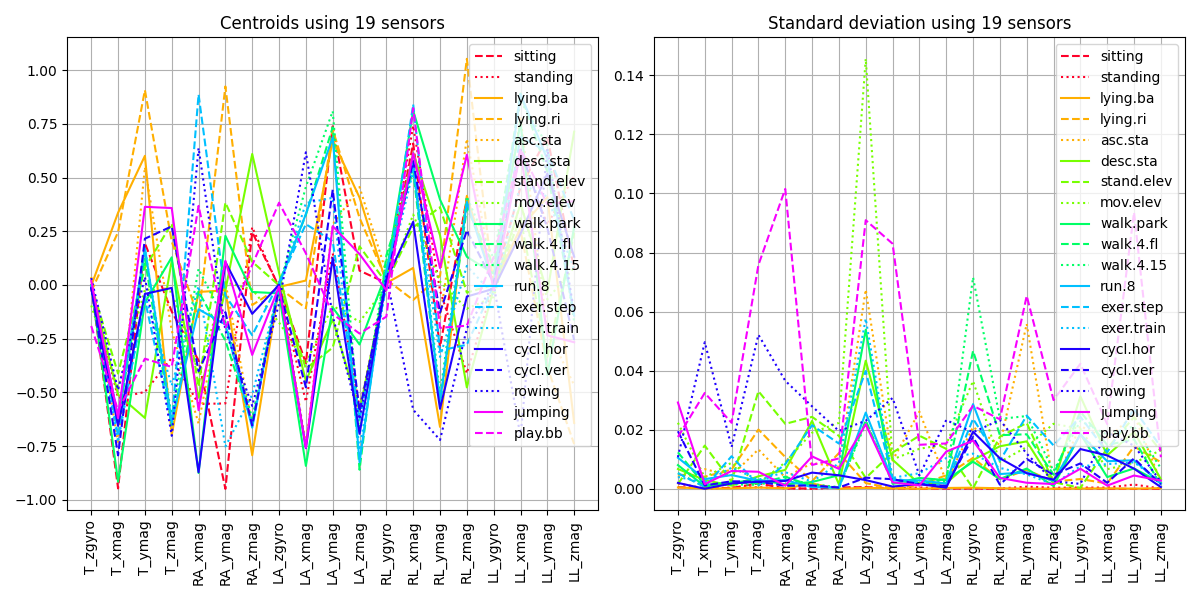 Centroids using 19 sensors
1.00
0.75
0.50
0.25
0.00
−0.25
−0.50
−0.75
−1.00
sitting
standing
lying.ba
lying.ri
asc.sta
desc.sta
stand.elev
mov.elev
walk.park
walk.4.fl
walk.4.15
run.8
exer.step
exer.train
cycl.hor
cycl.ver
rowing
jumping
play.bb
T_zgyro
T_xmag
T_ymag
T_zmag
RA_xmag
RA_ymag
RA_zmag
LA_zgyro
LA_xmag
LA_ymag
LA_zmag
RL_ygyro
RL_xmag
RL_ymag
RL_zmag
LL_ygyro
LL_xmag
LL_ymag
LL_zmag
Standard deviation using 19 sensors
0.14
0.12
0.10
0.08
0.06
0.04
0.02
0.00
sitting
standing
lying.ba
lying.ri
asc.sta
desc.sta
stand.elev
mov.elev
walk.park
walk.4.fl
walk.4.15
run.8
exer.step
exer.train
cycl.hor
cycl.ver
rowing
jumping
play.bb
T_zgyro
T_xmag
T_ymag
T_zmag
RA_xmag
RA_ymag
RA_zmag
LA_zgyro
LA_xmag
LA_ymag
LA_zmag
RL_ygyro
RL_xmag
RL_ymag
RL_zmag
LL_ygyro
LL_xmag
LL_ymag
LL_zmag